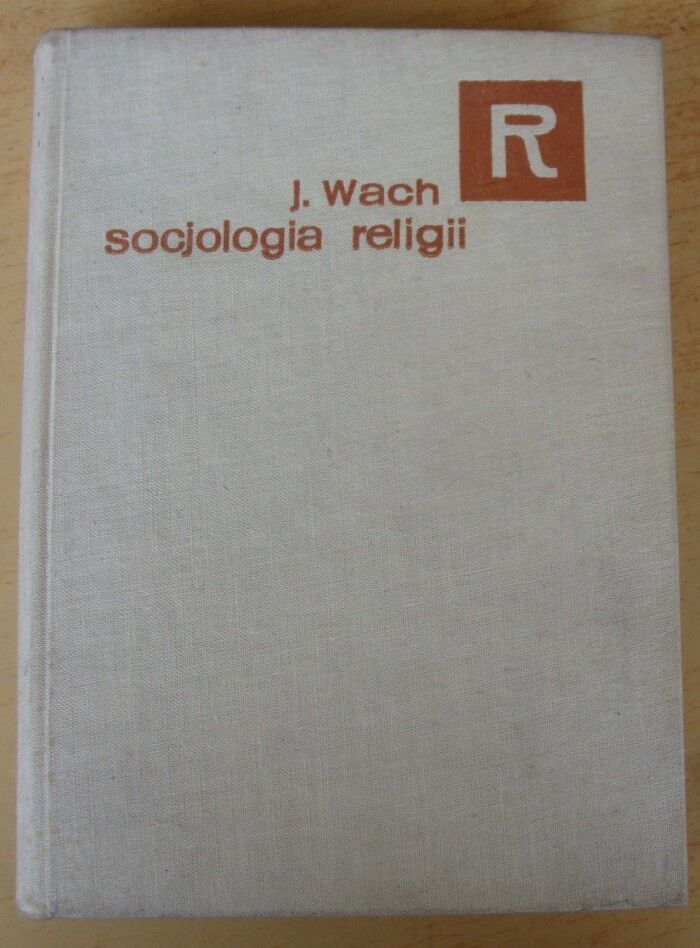 R
J. Wach
socjologia religii